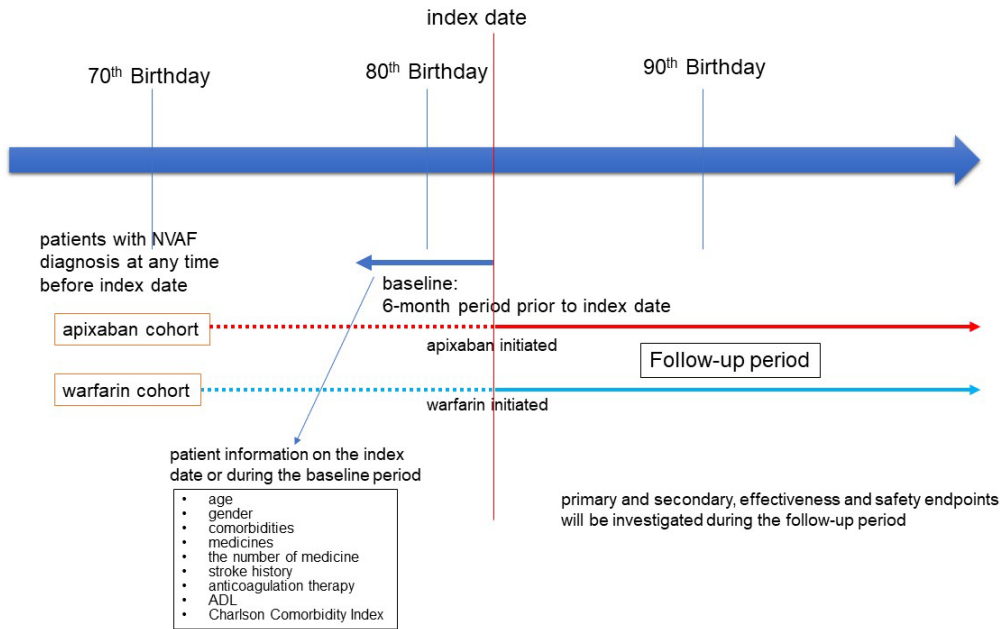 index date
70th Birthday
80th Birthday
90th Birthday
patients with NVAF
diagnosis at any time
before index date
baseline:
6-month period prior to index date
apixaban cohort
apixaban initiated
Follow-up period
warfarin cohort
warfarin initiated
patient information on the index
date or during the baseline period
• age
• gender
• comorbidities
• medicines
• the number of medicine
• stroke history
• anticoagulation therapy
• ADL
• Charlson Comorbidity Index
primary and secondary, effectiveness and safety endpoints
will be investigated during the follow-up period